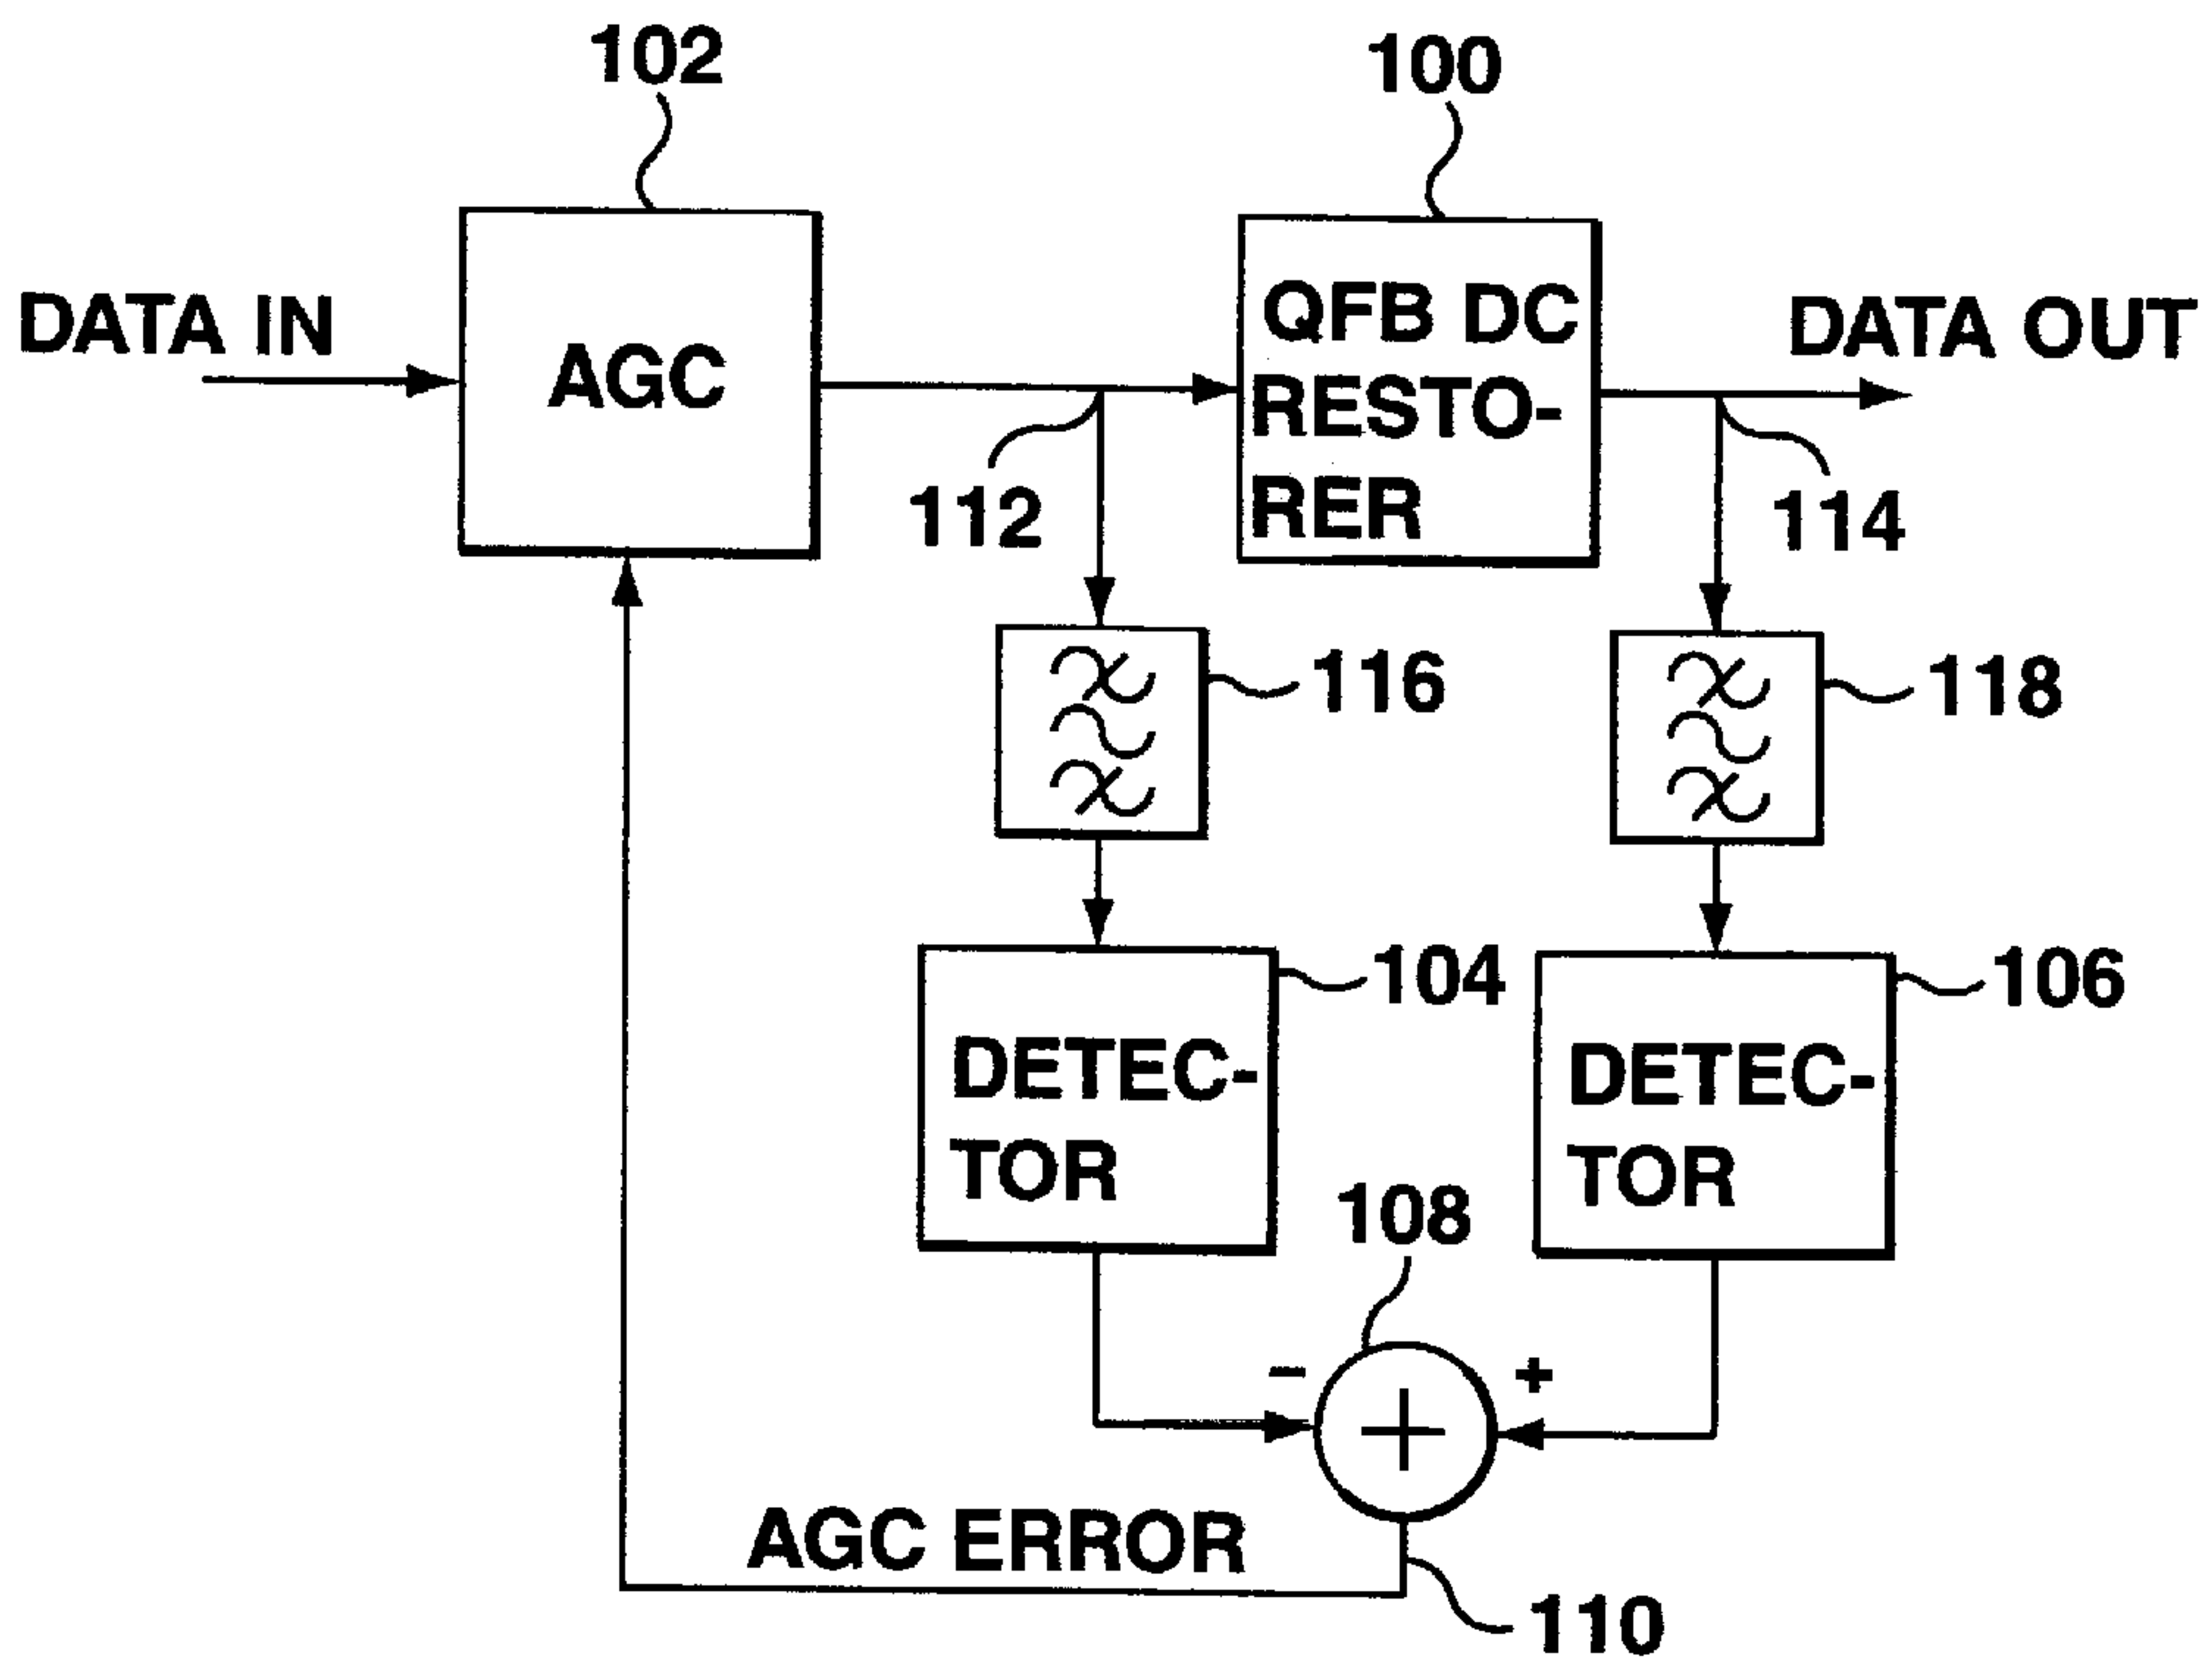 102
100
DATA IN
AGC
QFB DC
RESTO-
RER
DATA OUT
112
114
116
118
104
106
DETEC-
TOR
DETEC-
TOR
108
-
+
+
AGC ERROR
110